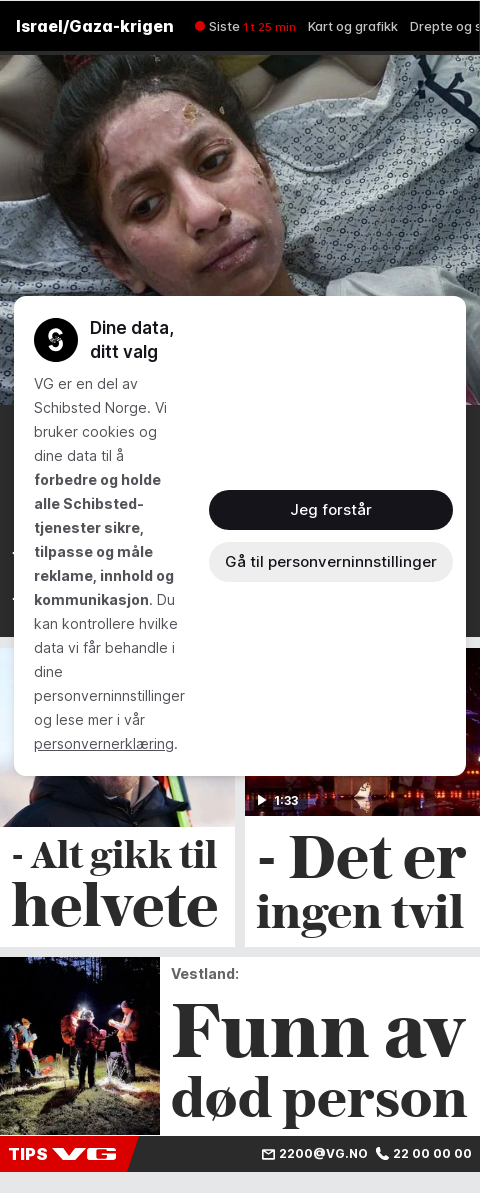 Israel/Gaza-krigen Siste 1 t 25 min Kart og grafikk Drepte og s
Dine data,
ditt valg
VG er en del av
Schibsted Norge. Vi
bruker cookies og
dine data til å
forbedre og holde
alle Schibsted-
tjenester sikre,
tilpasse og måle
reklame, innhold og
kommunikasjon. Du
kan kontrollere hvilke
data vi får behandle i
dine
personverninnstillinger
og lese mer i vår
personvernerklæring.
Jeg forstår
Gå til personverninnstillinger
1:33
- Alt gikk til
helvete
- Det er
ingen tvil
Vestland:
Funn av
død person
TIPS VG 2200@VG.NO 22 00 00 00